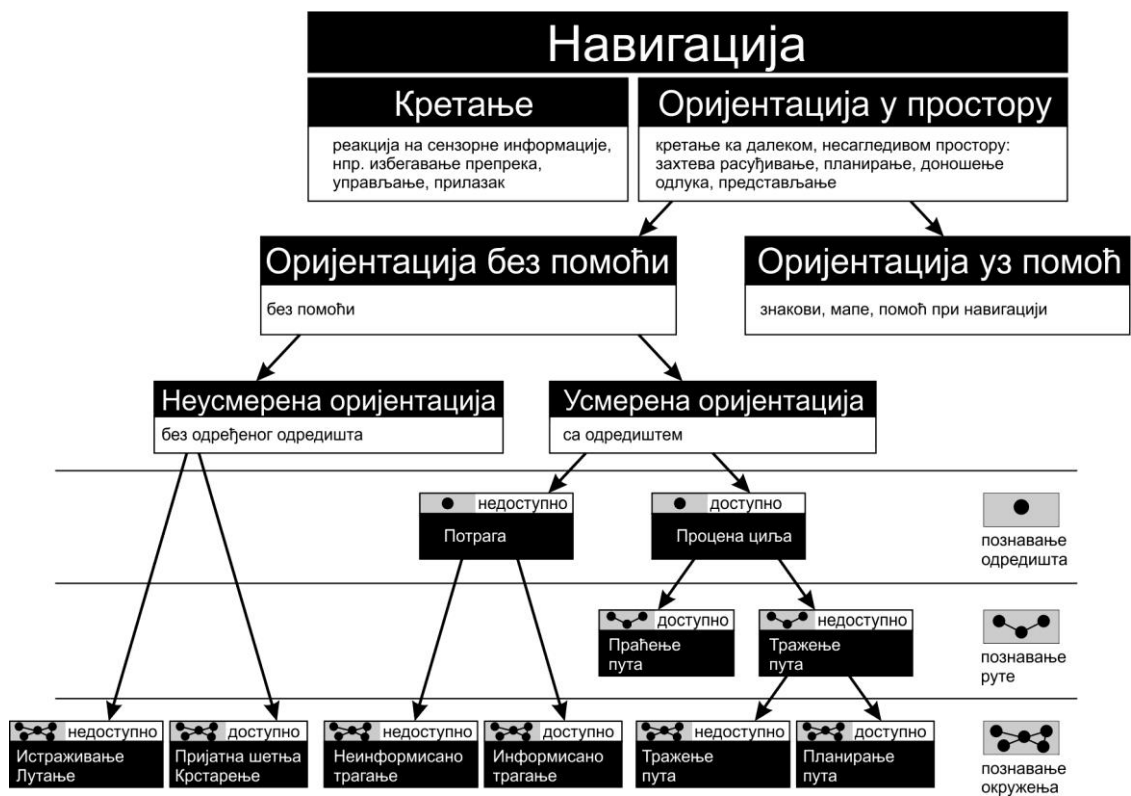 Навигација
Кретање
реакција на сензорне информације,
нпр. избегавање препрека,
управљање, прилазак
Оријентација у простору
кретање ка далеком, несагледивом простору:
захтева расуђивање, планирање, доношење
одлука, представљање
Оријентација без помоћи
без помоћи
Оријентација уз помоћ
знакови, мапе, помоћ при навигацији
Неусмерена оријентација
без одређеног одредишта
Усмерена оријентација
са одредиштем
недоступно
Потрага
доступно
Процена циља
познавање
одредишта
доступно
Праћење
пута
недоступно
Тражење
пута
познавање
руте
недоступно
Истраживање
Лутање
доступно
Пријатна шетња
Крстарење
недоступно
Неинформисано
трагање
доступно
Информисано
трагање
недоступно
Тражење
пута
доступно
Планирање
пута
познавање
окружења